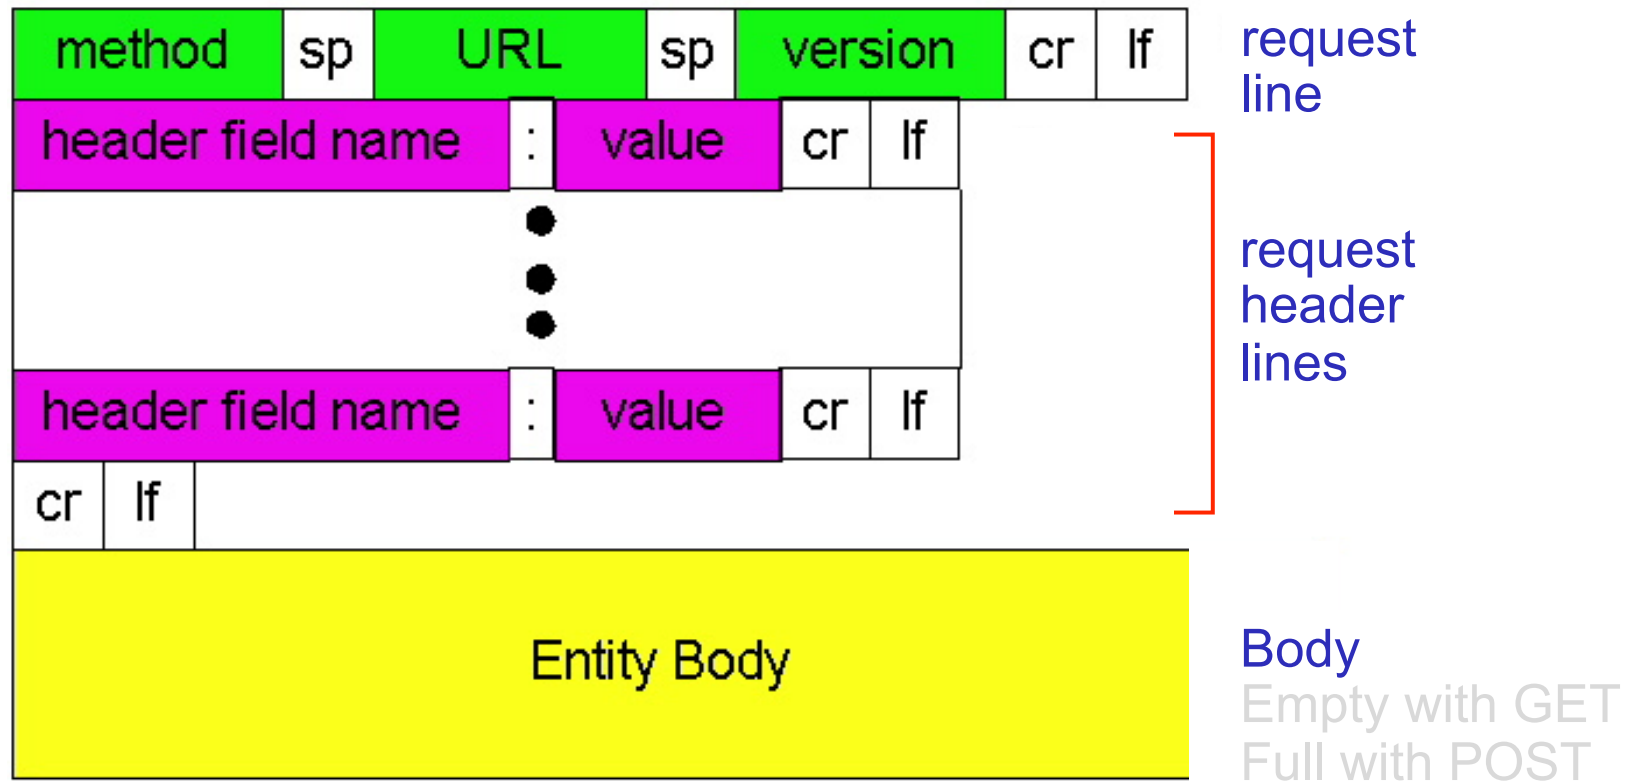 method sp URL sp version cr lf
request
line
header field name : value cr lf
request
header
lines
header field name : value cr lf
cr lf
Entity Body
Body
Empty with GET
Full with POST